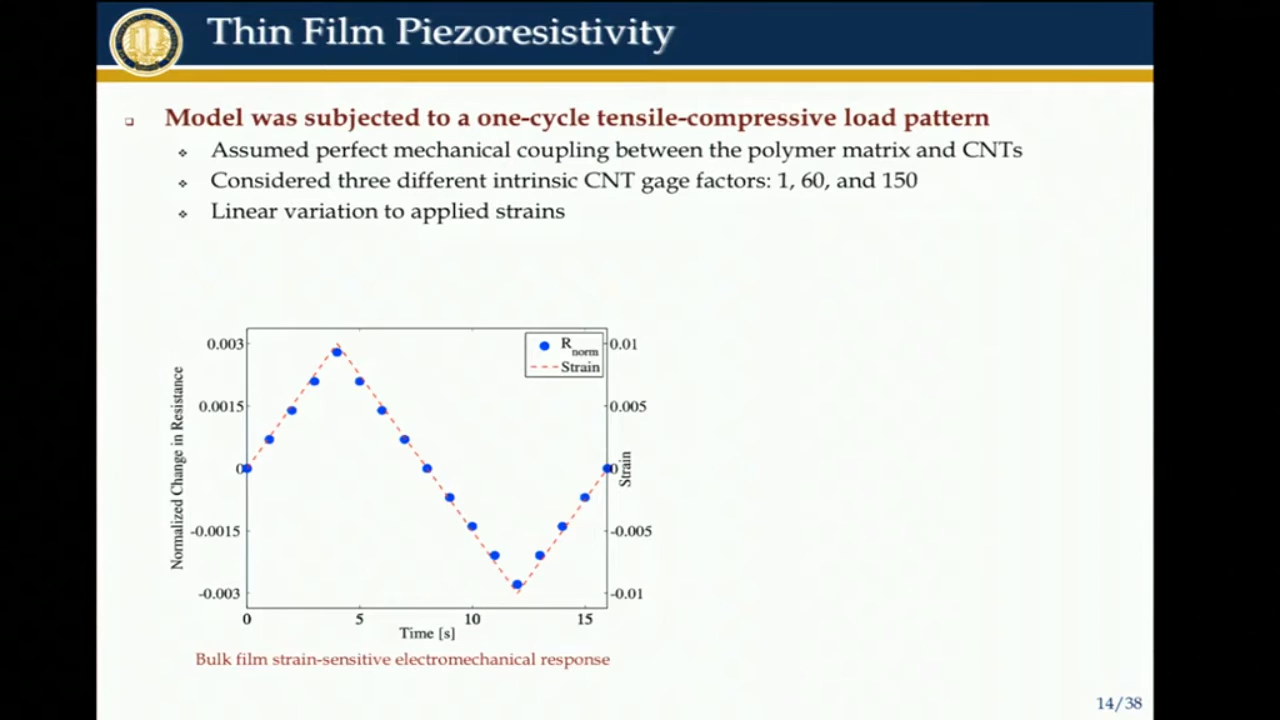 Thin Film Piezoresistivity
Model was subjected to a one-cycle tensile-compressive load pattern
Assumed perfect mechanical coupling between the polymer matrix and CNTs
Considered three different intrinsic CNT gage factors: 1, 60, and 150
Linear variation to applied strains
Normalized Change in Resistance
0.003
0.0015
0
-0.0015
-0.003
R norm
Strain
0.01
0.005
0
-0.005
-0.01
Strain
0 5 10 15
Time [s]
Bulk film strain-sensitive electromechanical response
14/38